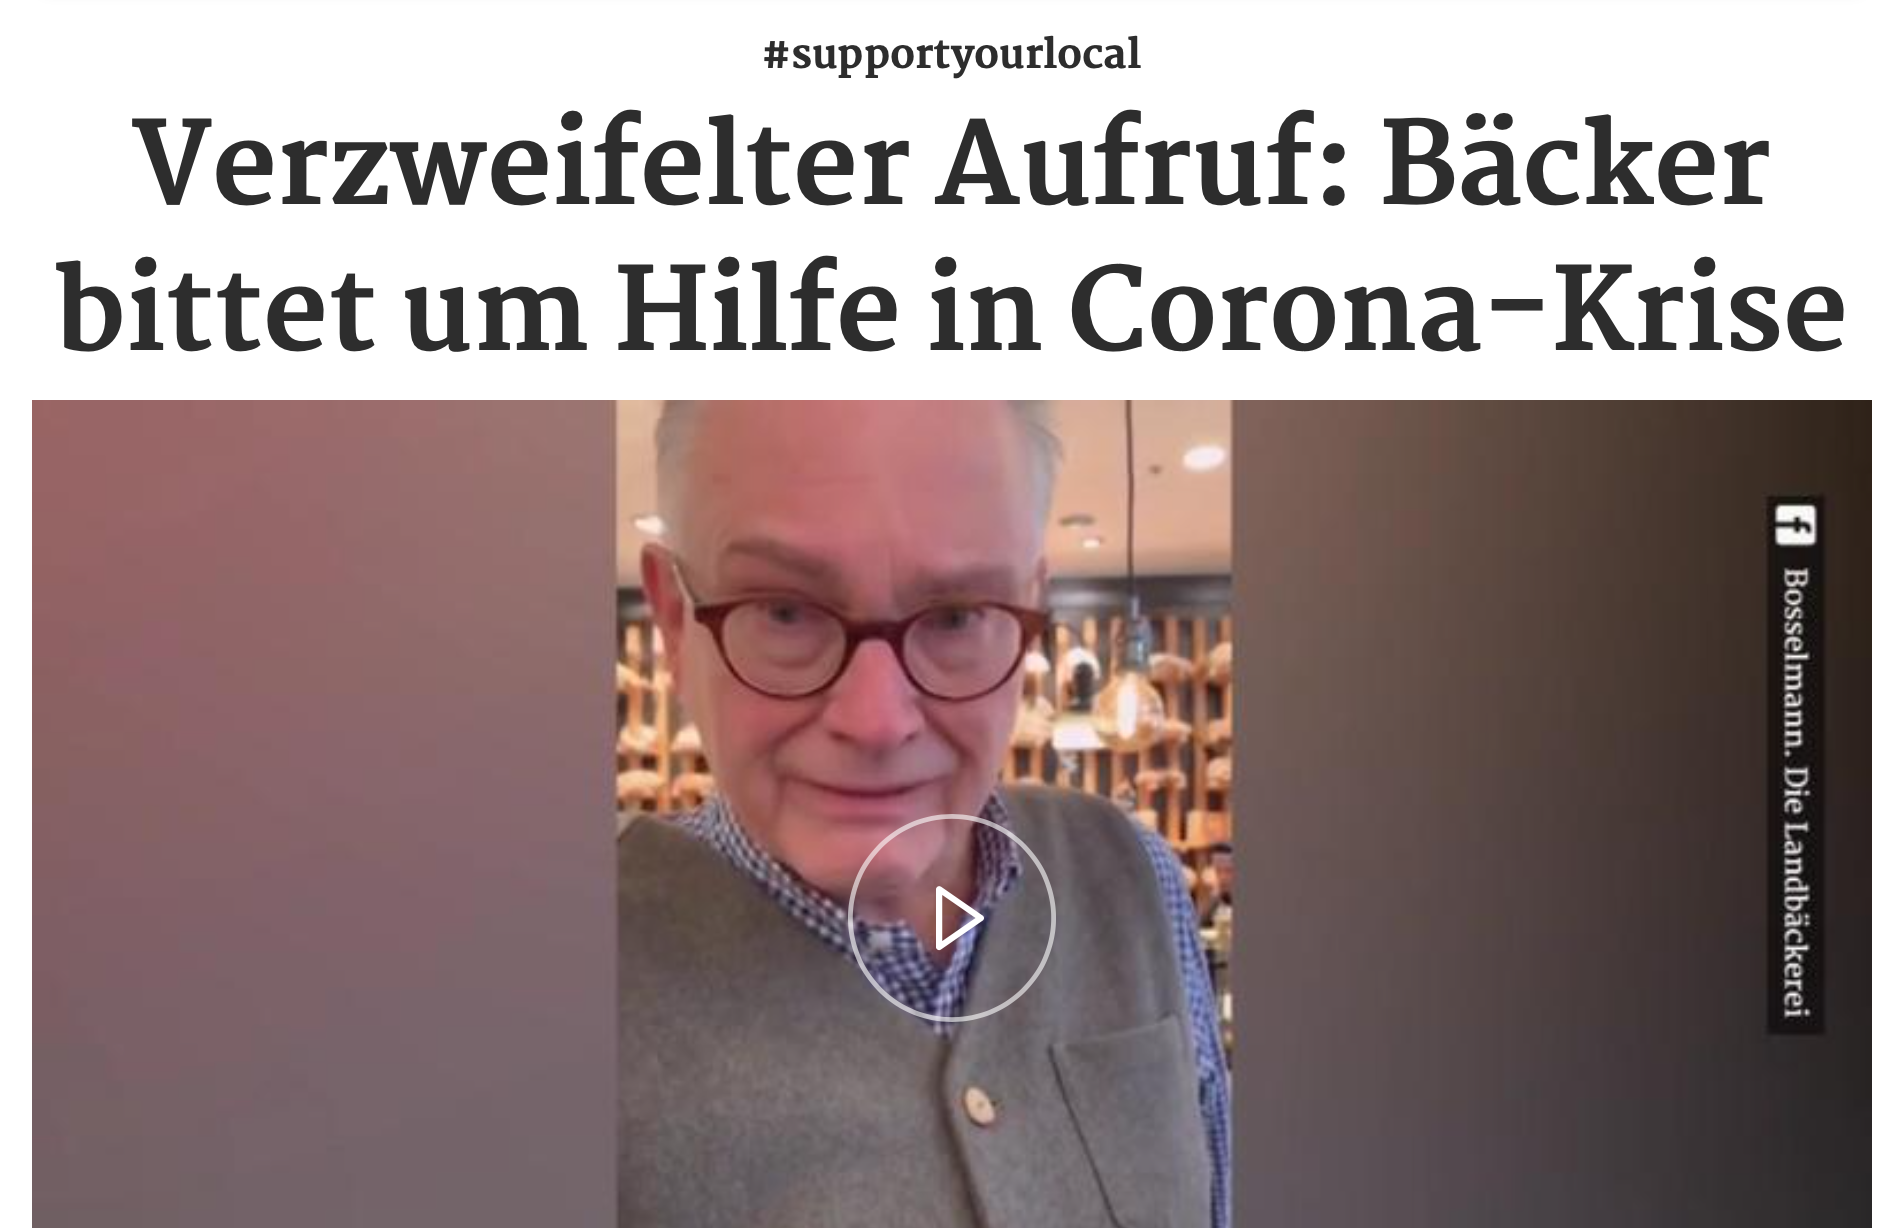 #supportyourlocal
Verzweifelter Aufruf: Bäcker
bittet um Hilfe in Corona-Krise
Bosselmann. Die Landbäckerei